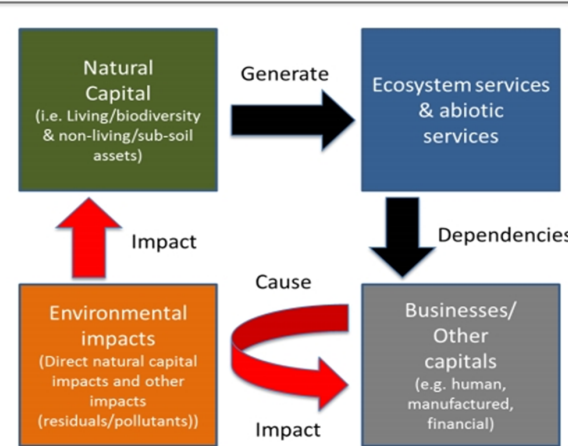 Natural
Capital
(i.e. Living/biodiversity
& non-living/sub-soil
assets)
Generate
Ecosystem services
& abiotic
services
Impact
Dependencies
Environmental
impacts
(Direct natural capital
impacts and other
impacts
(residuals/pollutants))
Cause
Impact
Businesses/
Other
capitals
(e.g. human,
manufactured,
financial)